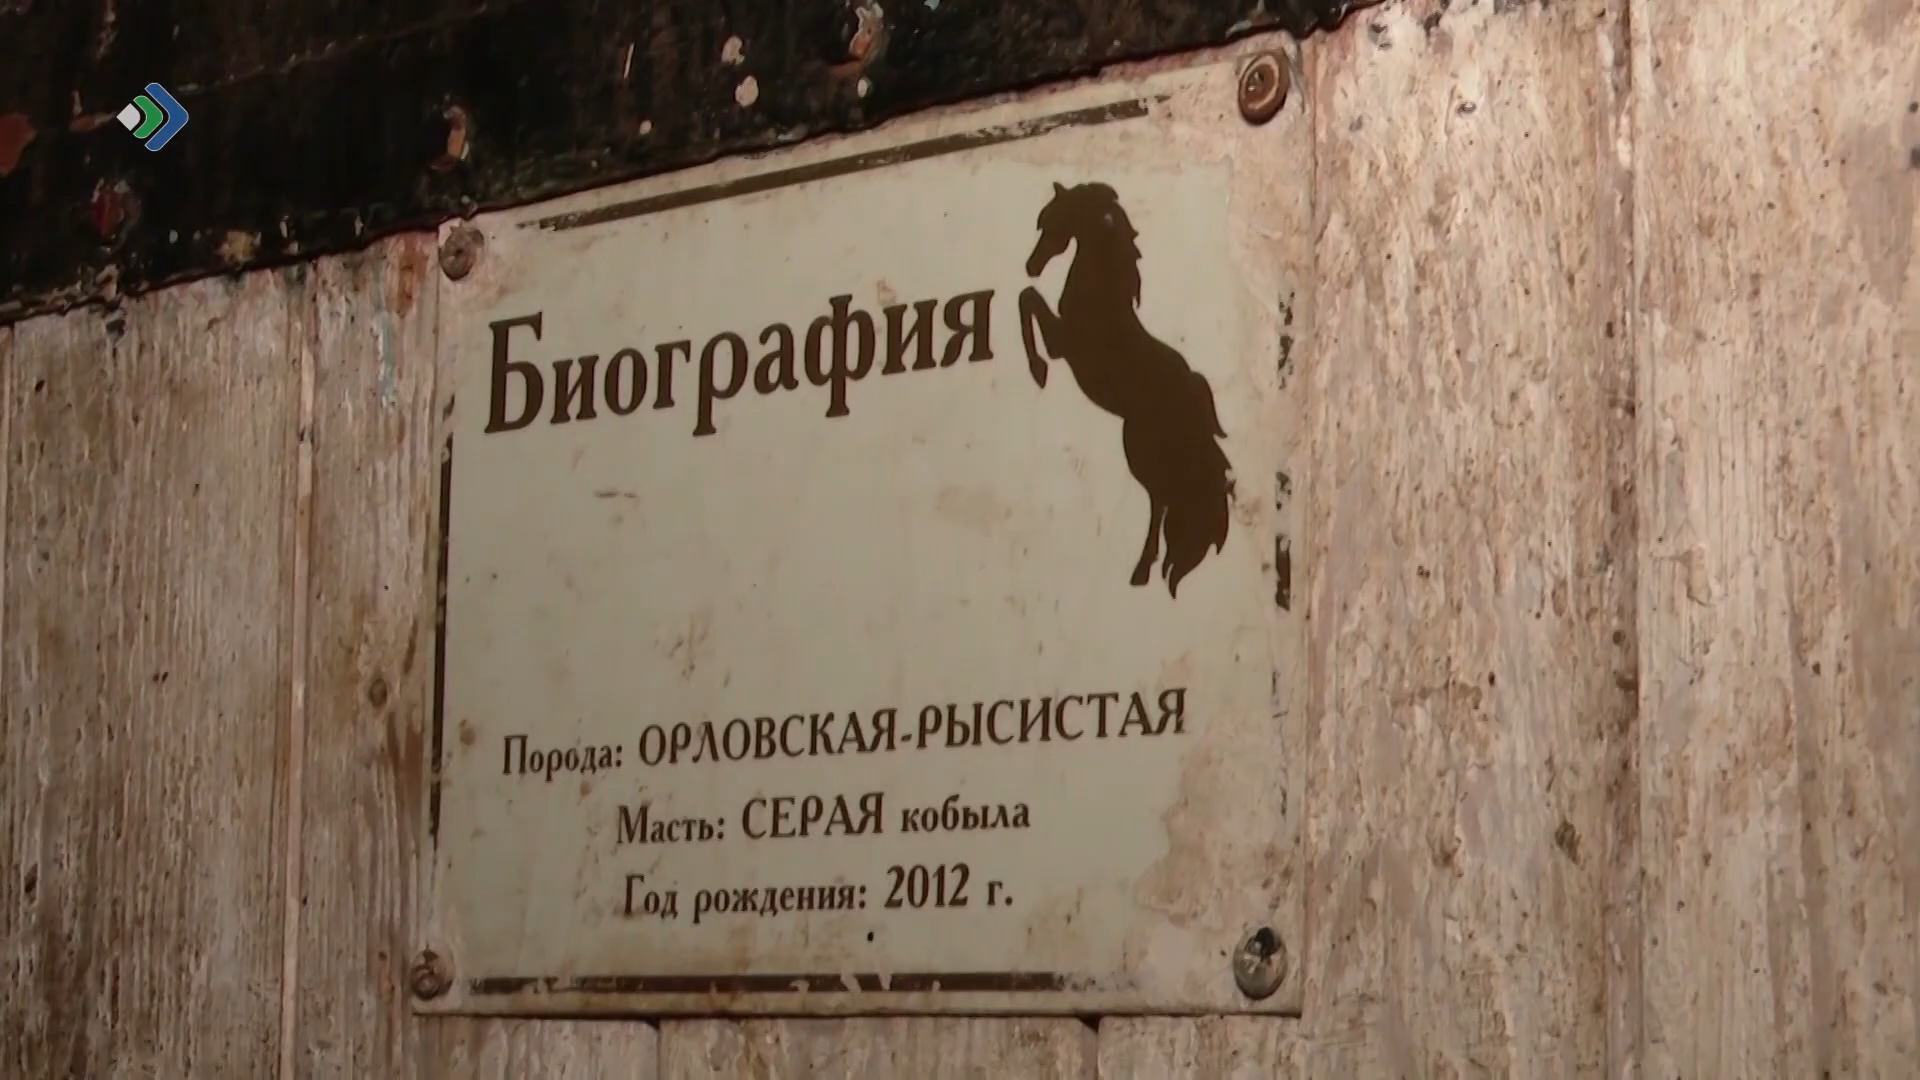 Биография
Порода: ОРЛОВСКАЯ-РЫСИСТАЯ
Масть: СЕРАЯ кобыла
Год рождения: 2012 г.